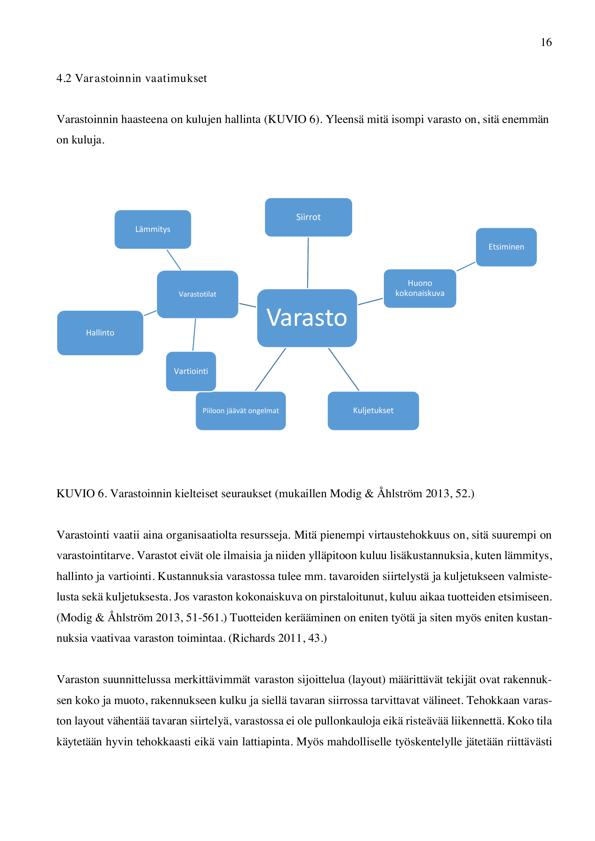 16
4.2 Varastoinnin vaatimukset
Varastoinnin haasteena on kulujen hallinta (KUVIO 6). Yleensä mitä isompi varasto on, sitä enemmän
on kuluja.
Siirrot
Lämmitys
Etsiminen
Huono
kokonaiskuva
Varastotilat
Varasto
Hallinto
Vartiointi
Piiloon jäävät ongelmat
Kuljetukset
KUVIO 6. Varastoinnin kielteiset seuraukset (mukaillen Modig & Åhlström 2013, 52.)
Varastointi vaatii aina organisaatiolta resursseja. Mitä pienempi virtaustehokkuus on, sitä suurempi on
varastointitarve. Varastot eivät ole ilmaisia ja niiden ylläpitoon kuluu lisäkustannuksia, kuten lämmitys,
hallinto ja vartiointi. Kustannuksia varastossa tulee mm. tavaroiden siirtelystä ja kuljetukseen valmiste-
lusta sekä kuljetuksesta. Jos varaston kokonaiskuva on pirstaloitunut, kuluu aikaa tuotteiden etsimiseen.
(Modig & Åhlström 2013, 51-561.) Tuotteiden kerääminen on eniten työtä ja siten myös eniten kustan-
nuksia vaativaa varaston toimintaa. (Richards 2011, 43.)
Varaston suunnittelussa merkittävimmät varaston sijoittelua (layout) määrittävät tekijät ovat rakennuk-
sen koko ja muoto, rakennukseen kulku ja siellä tavaran siirrossa tarvittavat välineet. Tehokkaan varas-
ton layout vähentää tavaran siirtelyä, varastossa ei ole pullonkauloja eikä risteävää liikennettä. Koko tila
käytetään hyvin tehokkaasti eikä vain lattiapinta. Myös mahdolliselle työskentelylle jätetään riittävästi